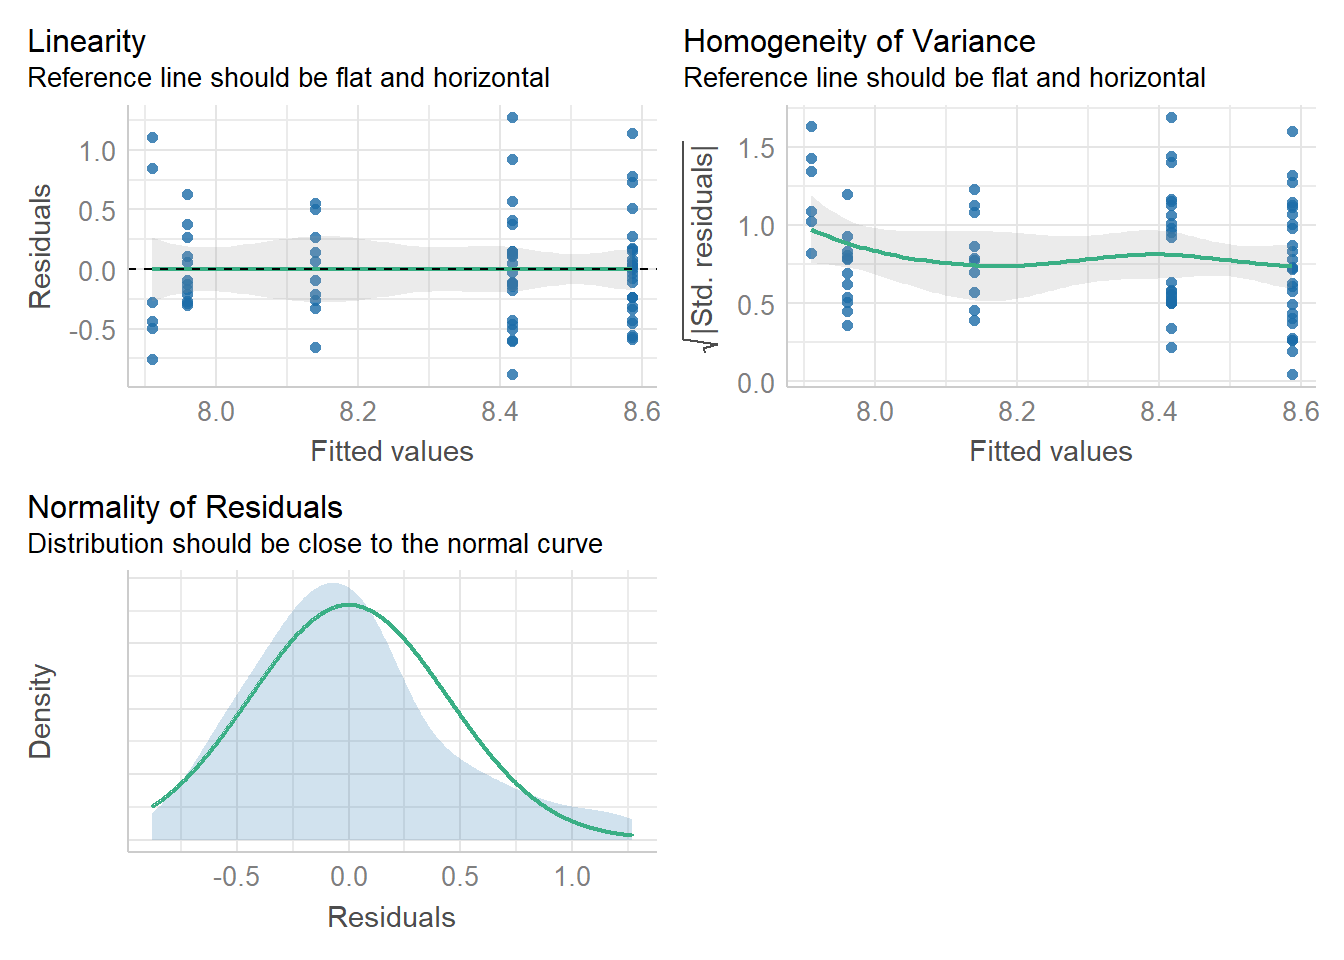 Linearity
Reference line should be flat and horizontal
Residuals
1.0
0.5
0.0
-0.5
8.0 8.2 8.4 8.6
Fitted values
Homogeneity of Variance
Reference line should be flat and horizontal
√|Std. residuals|
1.5
1.0
0.5
0.0
8.0 8.2 8.4 8.6
Fitted values
Normality of Residuals
Distribution should be close to the normal curve
Density
-0.5 0.0 0.5 1.0
Residuals